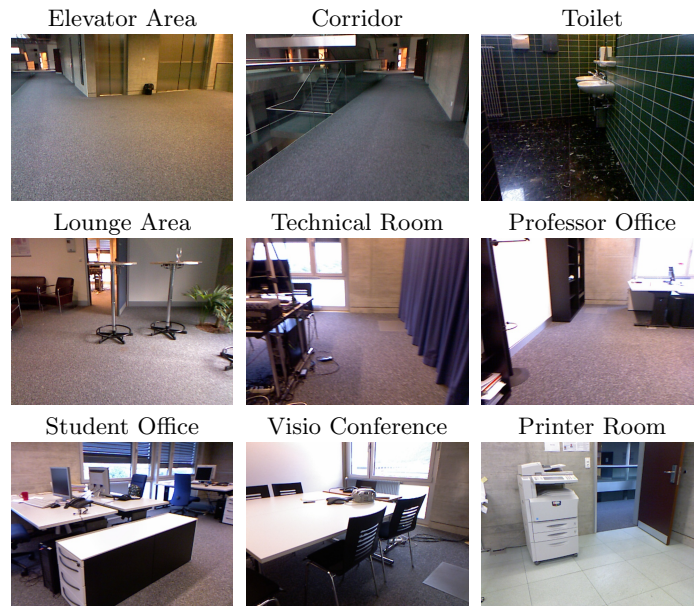 Elevator Area
Corridor
Toilet
Lounge Area
Technical Room
Professor Office
Student Office
Visio Conference
Printer Room